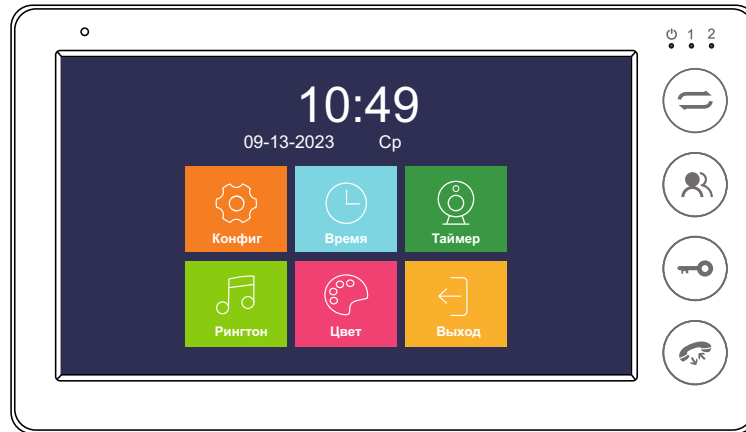 1 2
10:49
09-13-2023 Ср
Конфиг Время Таймер
Рингтон Цвет Выход